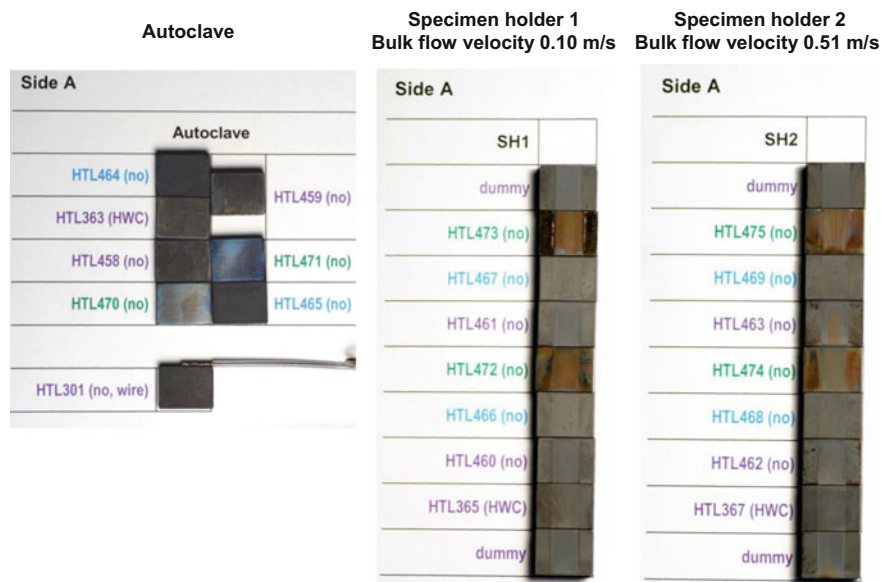 Autoclave
Side A
Autoclave
HTL464 (no)
HTL459 (no)
HTL363 (HWC)
HTL458 (no)
HTL471 (no)
HTL470 (no)
HTL465 (no)
HTL301 (no, wire)
Specimen holder 1
Bulk flow velocity 0.10 m/s
Side A
SH1
dummy
HTL473 (no)
HTL467 (no)
HTL461 (no)
HTL472 (no)
HTL466 (no)
HTL460 (no)
HTL365 (HWC)
dummy
Specimen holder 2
Bulk flow velocity 0.51 m/s
Side A
SH2
dummy
HTL475 (no)
HTL469 (no)
HTL463 (no)
HTL474 (no)
HTL468 (no)
HTL462 (no)
HTL367 (HWC)
dummy